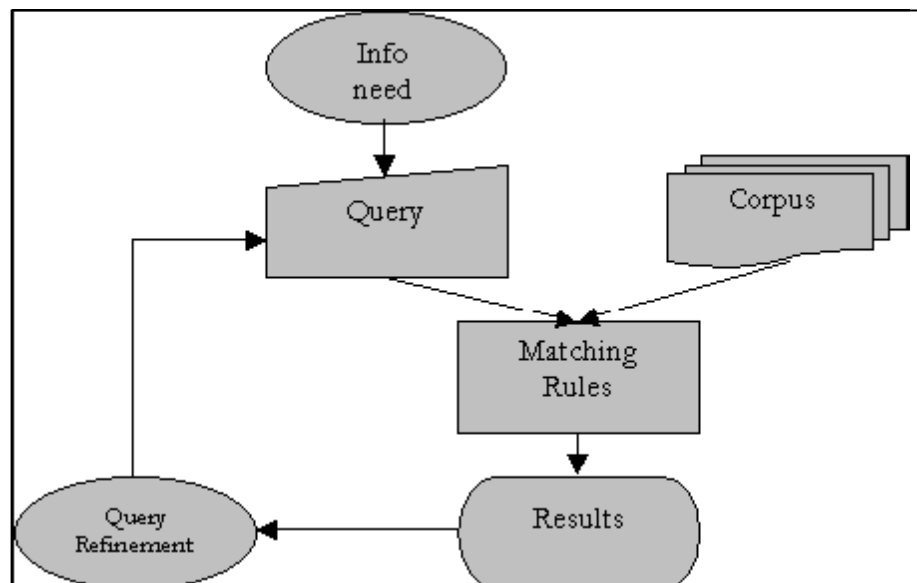 Info
need
Query
Corpus
Matching
Rules
Results
Query
Refinement